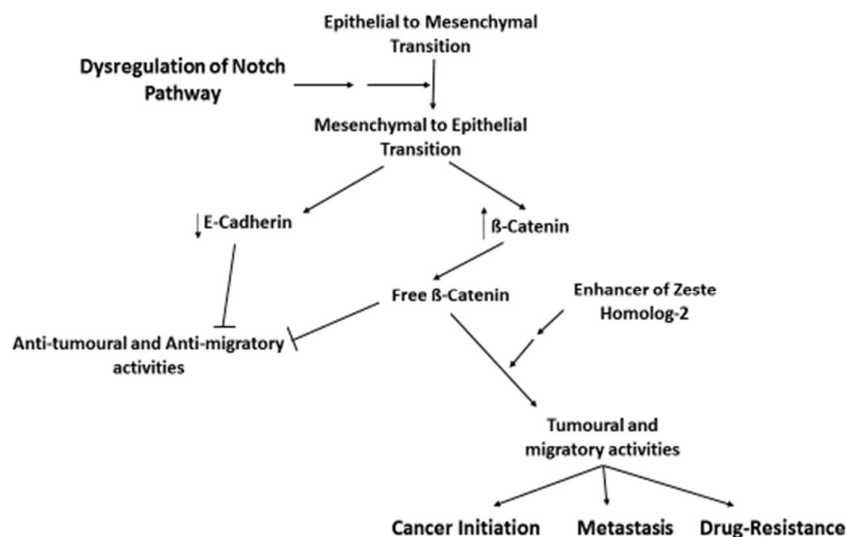 Epithelial to Mesenchymal
Transition
Dysregulation of Notch
Pathway
Mesenchymal to Epithelial
Transition
E-Cadherin
ß-Catenin
Free ß-Catenin
Enhancer of Zeste
Homolog-2
Anti-tumoural and Anti-migratory
activities
Tumoural and
migratory activities
Cancer Initiation
Metastasis
Drug-Resistance